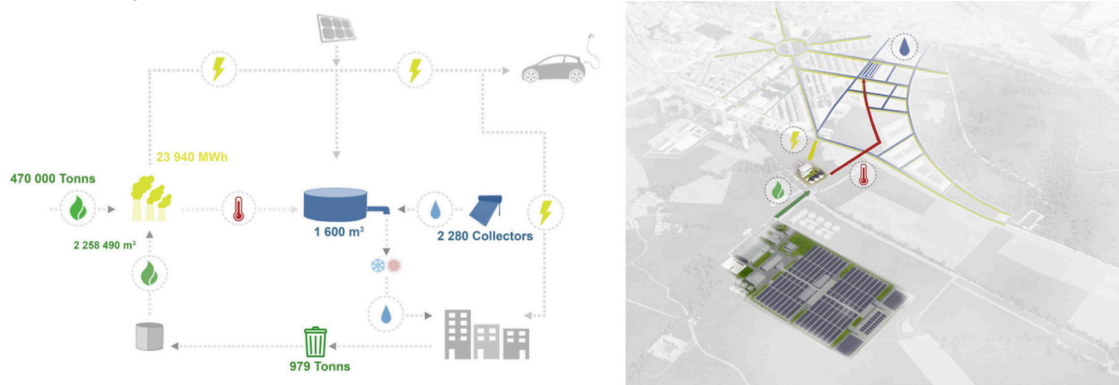 23 940 MWh
470 000 Tonns
2 258 490 m³
1 600 m³
2 280 Collectors
979 Tonns